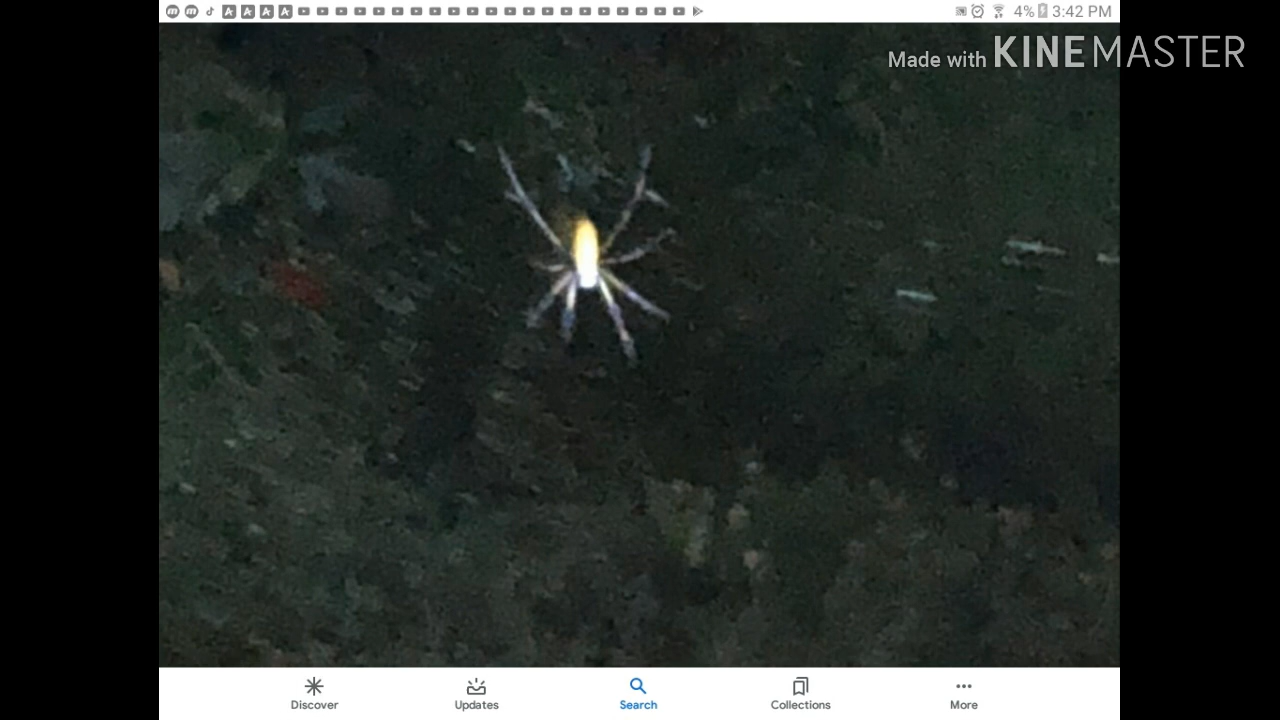 4% 3:42 PM
Made with KINEMASTER
Discover Updates Search Collections More